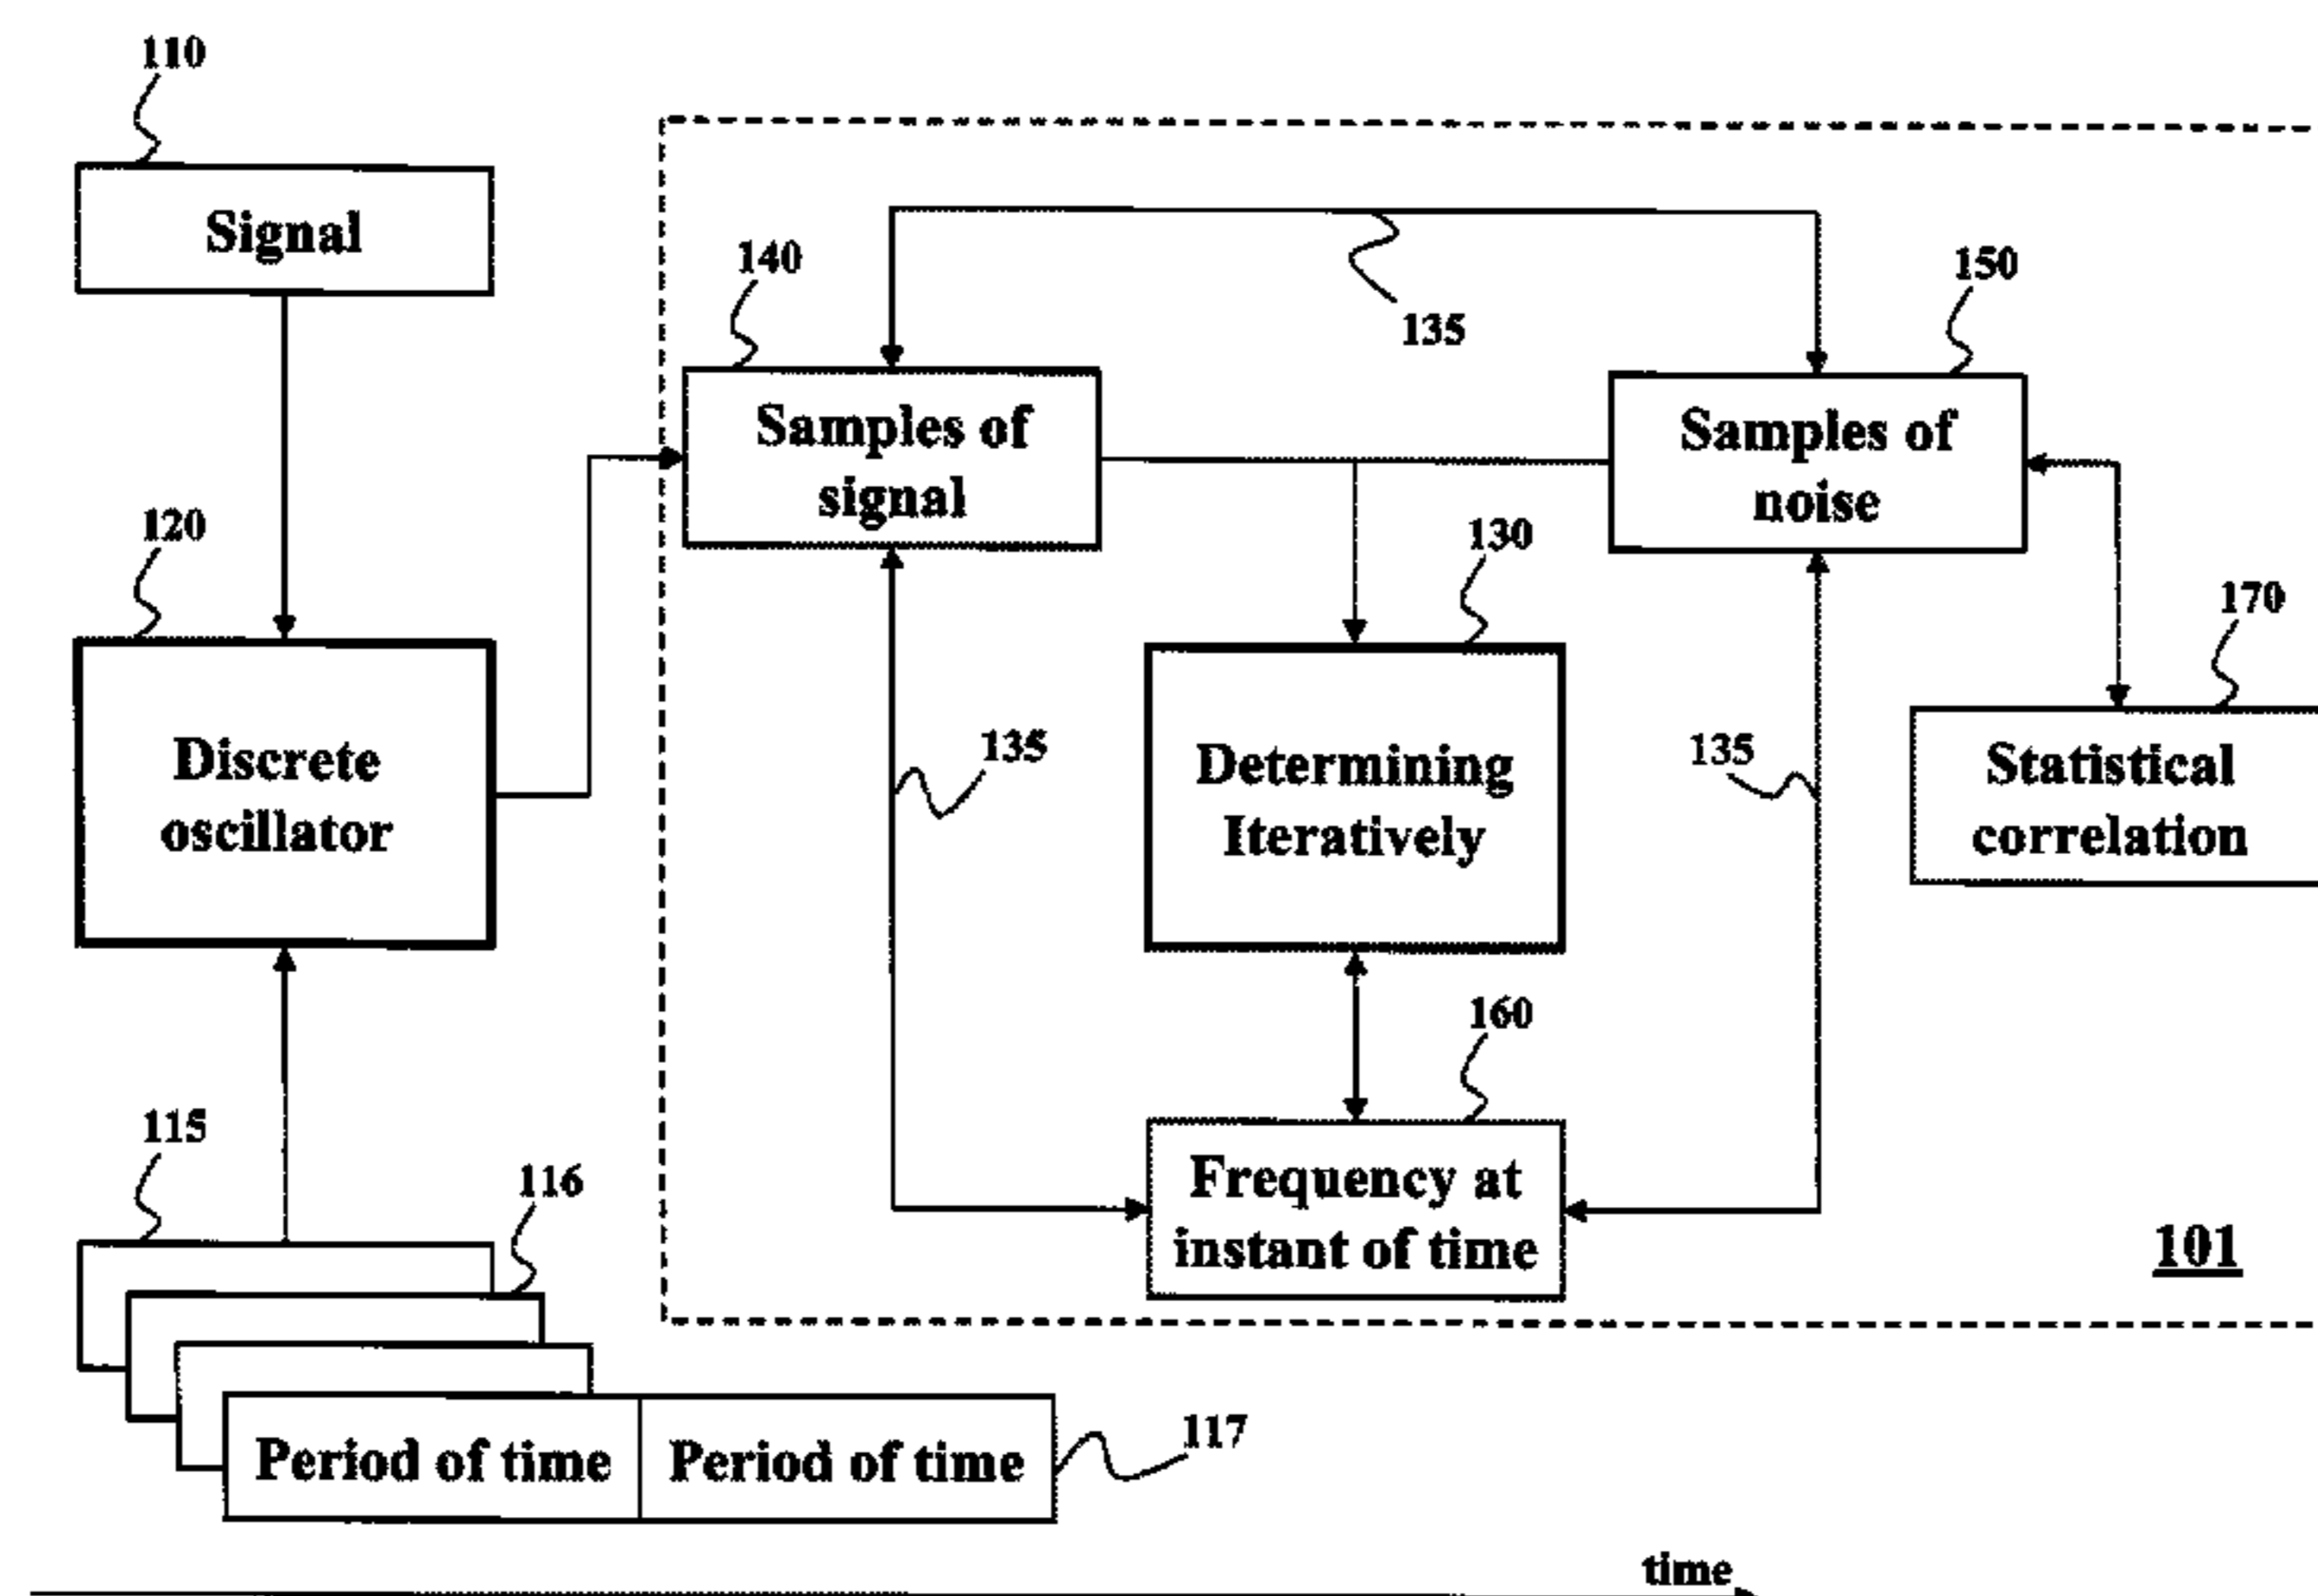 110
Signal
140
135
150
Samples of
signal
Samples of
noise
120
130
170
Discrete
oscillator
135
Determining
Iteratively
135
Statistical
correlation
160
115
116
Frequency at
instant of time
101
Period of time
Period of time
117
time